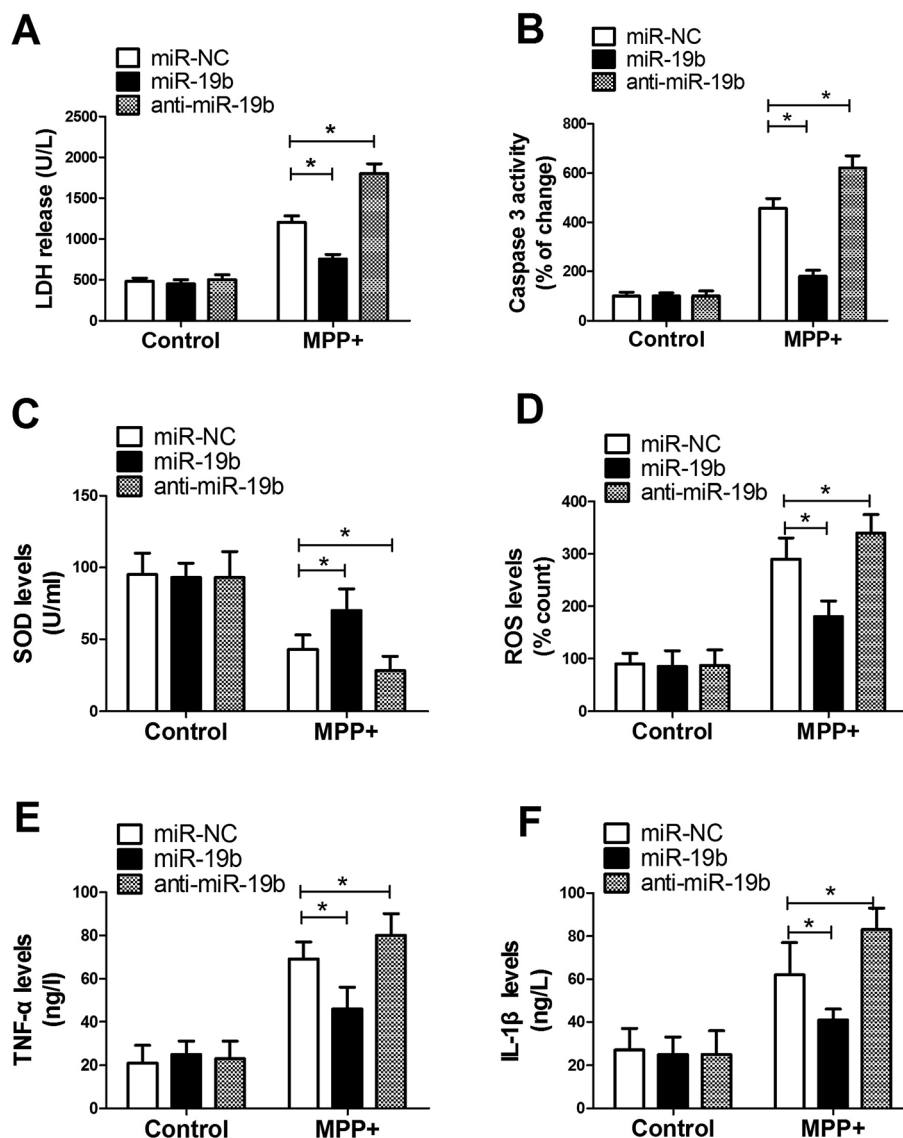 A
miR-NC
miR-19b
anti-miR-19b
LDH release (U/L)
2500
2000
1500
1000
500
0
*
*
Control
MPP+
B
miR-NC
miR-19b
anti-miR-19b
Caspase 3 activity
(% of change)
800
600
400
200
0
*
*
Control
MPP+
C
miR-NC
miR-19b
anti-miR-19b
SOD levels
(U/ml)
150
100
50
0
*
*
Control
MPP+
D
miR-NC
miR-19b
anti-miR-19b
ROS levels
(% count)
400
300
200
100
0
*
*
Control
MPP+
E
miR-NC
miR-19b
anti-miR-19b
TNF-α levels
(ng/l)
100
80
60
40
20
0
*
*
Control
MPP+
F
miR-NC
miR-19b
anti-miR-19b
IL-1β levels
(ng/L)
100
80
60
40
20
0
*
*
Control
MPP+